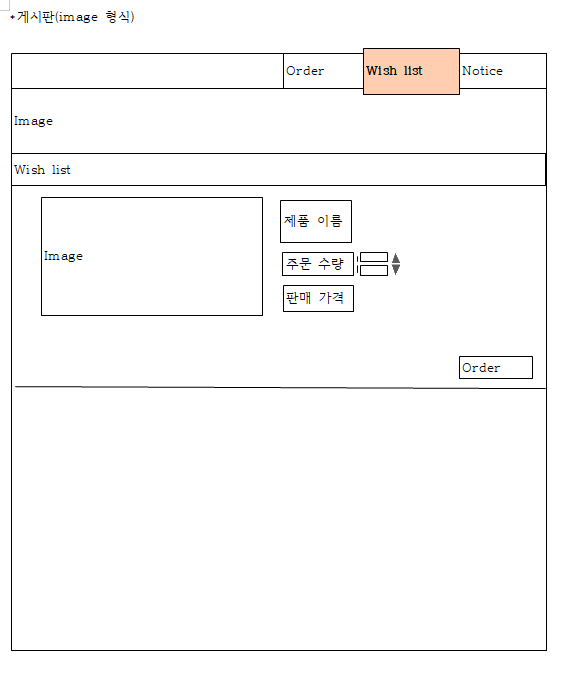 •게시판(image 형식)
Order
Wish list
Notice
Image
Wish list
제품 이름
Image
주문 수량
판매 가격
Order